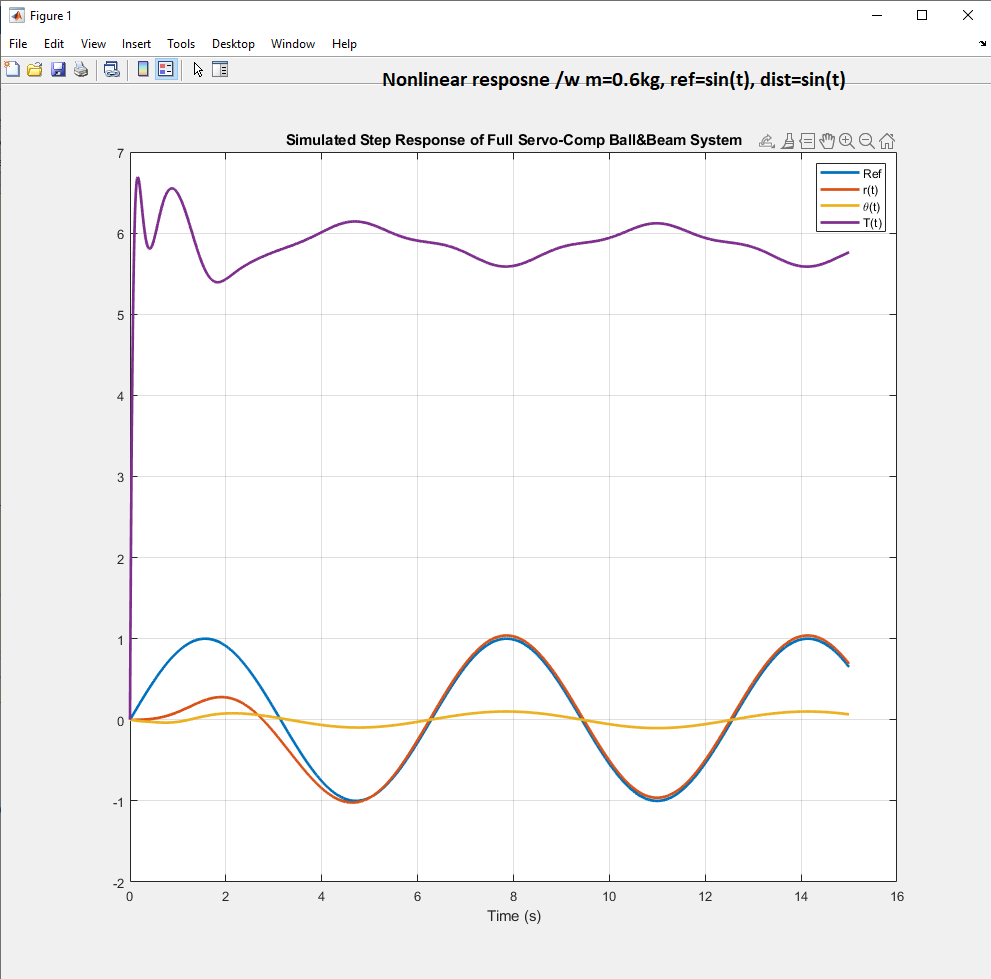 Figure 1
File Edit View Insert Tools Desktop Window Help
Nonlinear resposne /w m=0.6kg, ref=sin(t), dist=sin(t)
Simulated Step Response of Full Servo-Comp Ball&Beam System
Ref
r(t)
θ(t)
T(t)
7
6
5
4
3
2
1
0
-1
-2
0 2 4 6 8 10 12 14 16
Time (s)